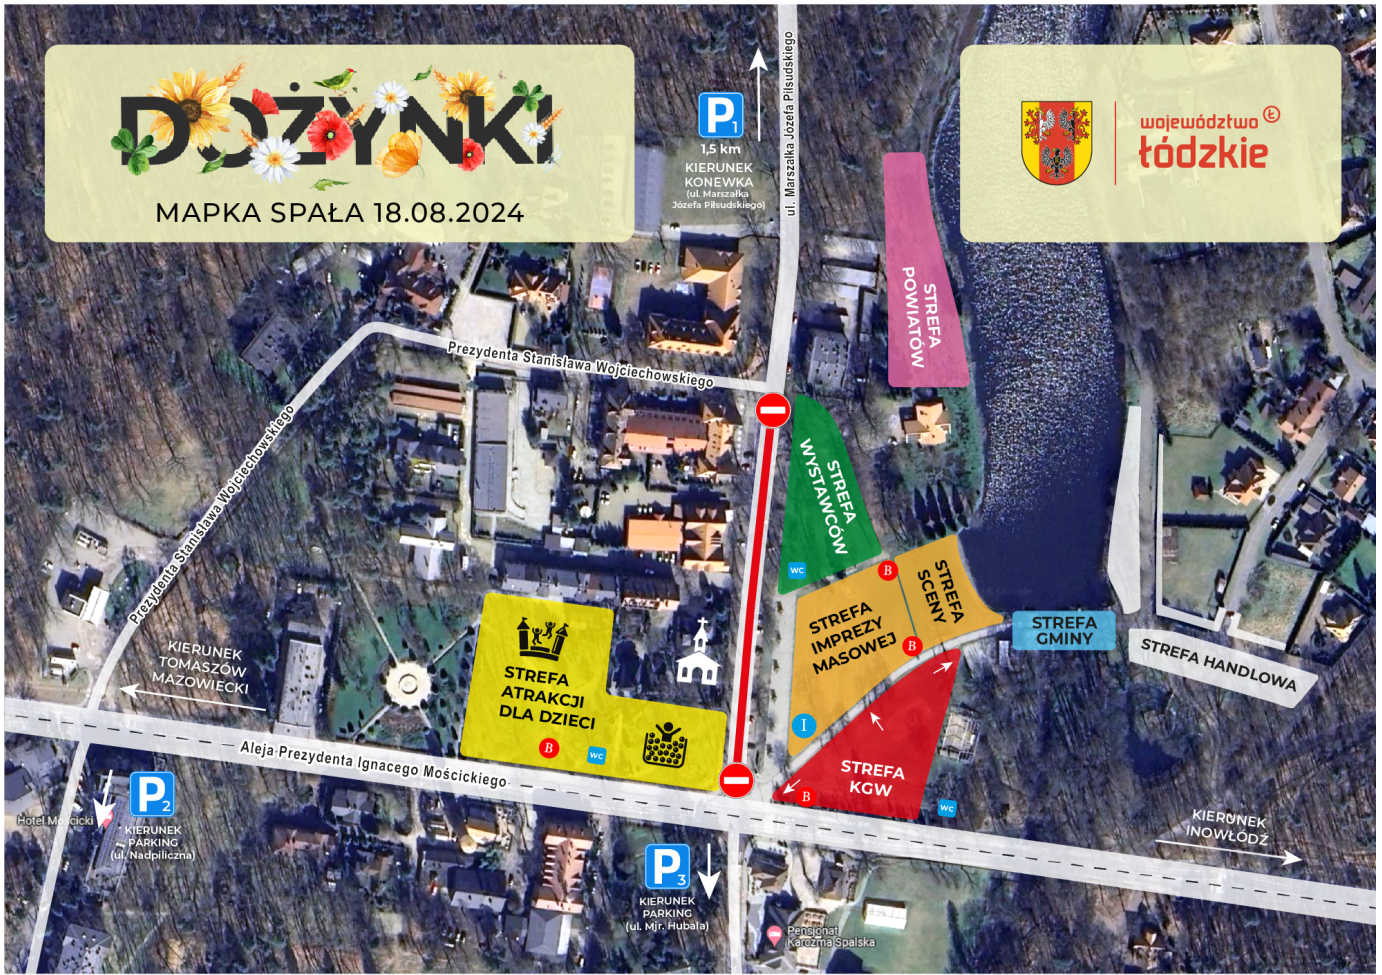 DOŻYNKI
MAPKA SPAŁA 18.08.2024
województwo Ł
łódzkie
P1
1,5 km
KIERUNEK
KONEWKA
(ul. Marszałka
Józefa Piłsudskiego)
ul. Marszałka Józefa Piłsudskiego
STREFA
POWIATÓW
Prezydenta Stanisława Wojciechowskiego
Prezydenta Stanisława Wojciechowskiego
STREFA
WYSTAWCÓW
WC
B
STREFA
SCENY
STREFA
IMPREZY
MASOWEJ
B
I
STREFA
GMINY
STREFA HANDLOWA
KIERUNEK
TOMASZÓW
MAZOWIECKI
STREFA
ATRAKCJI
DLA DZIECI
B
WC
STREFA
KGW
B
WC
Aleja Prezydenta Ignacego Mościckiego
KIERUNEK
INOWŁÓDŹ
Hotel Mościcki
P2
KIERUNEK
PARKING
(ul. Nadpiliczna)
P3
KIERUNEK
PARKING
(ul. Mjr. Hubala)
Pensjonat
Karczma Spalska